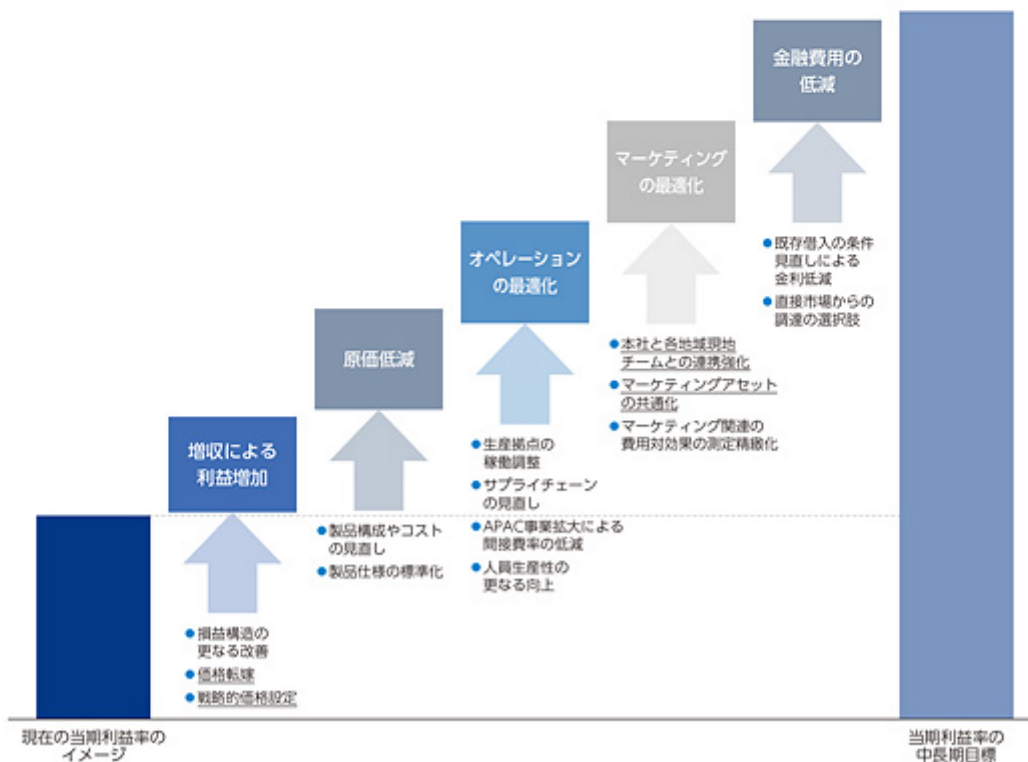 金融費用の
低減
マーケティング
の最適化
オペレーション
の最適化
原価低減
増収による
利益増加
既存借入の条件
見直しによる
金利低減
直接市場からの
調達の選択肢
本社と各地域現地
チームとの連携強化
マーケティングアセット
の共通化
マーケティング関連の
費用対効果の測定精緻化
生産拠点の
稼働調整
サプライチェーン
の見直し
APAC事業拡大による
間接費率の低減
人員生産性の
更なる向上
製品構成やコスト
の見直し
製品仕様の標準化
損益構造の
更なる改善
価格転嫁
戦略的価格設定
現在の当期利益率の
イメージ
当期利益率の
中長期目標